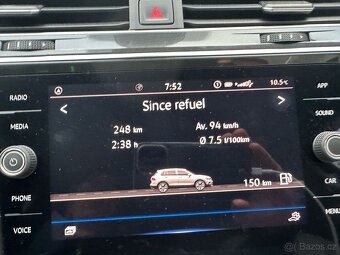 7:52
10.5°C
Since refuel
248 km
Av. 94 km/h
2:38 h
Ø 7.5 l/100km
150 km
RADIO
MEDIA
PHONE
VOICE
APP
SOUND
CAR
MENU
Bazos.cz